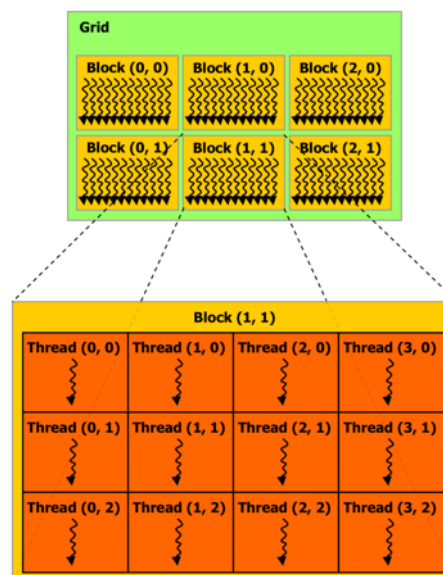 Grid
Block (0, 0) Block (1, 0) Block (2, 0)
Block (0, 1) Block (1, 1) Block (2, 1)
Block (1, 1)
Thread (0, 0) Thread (1, 0) Thread (2, 0) Thread (3, 0)
Thread (0, 1) Thread (1, 1) Thread (2, 1) Thread (3, 1)
Thread (0, 2) Thread (1, 2) Thread (2, 2) Thread (3, 2)